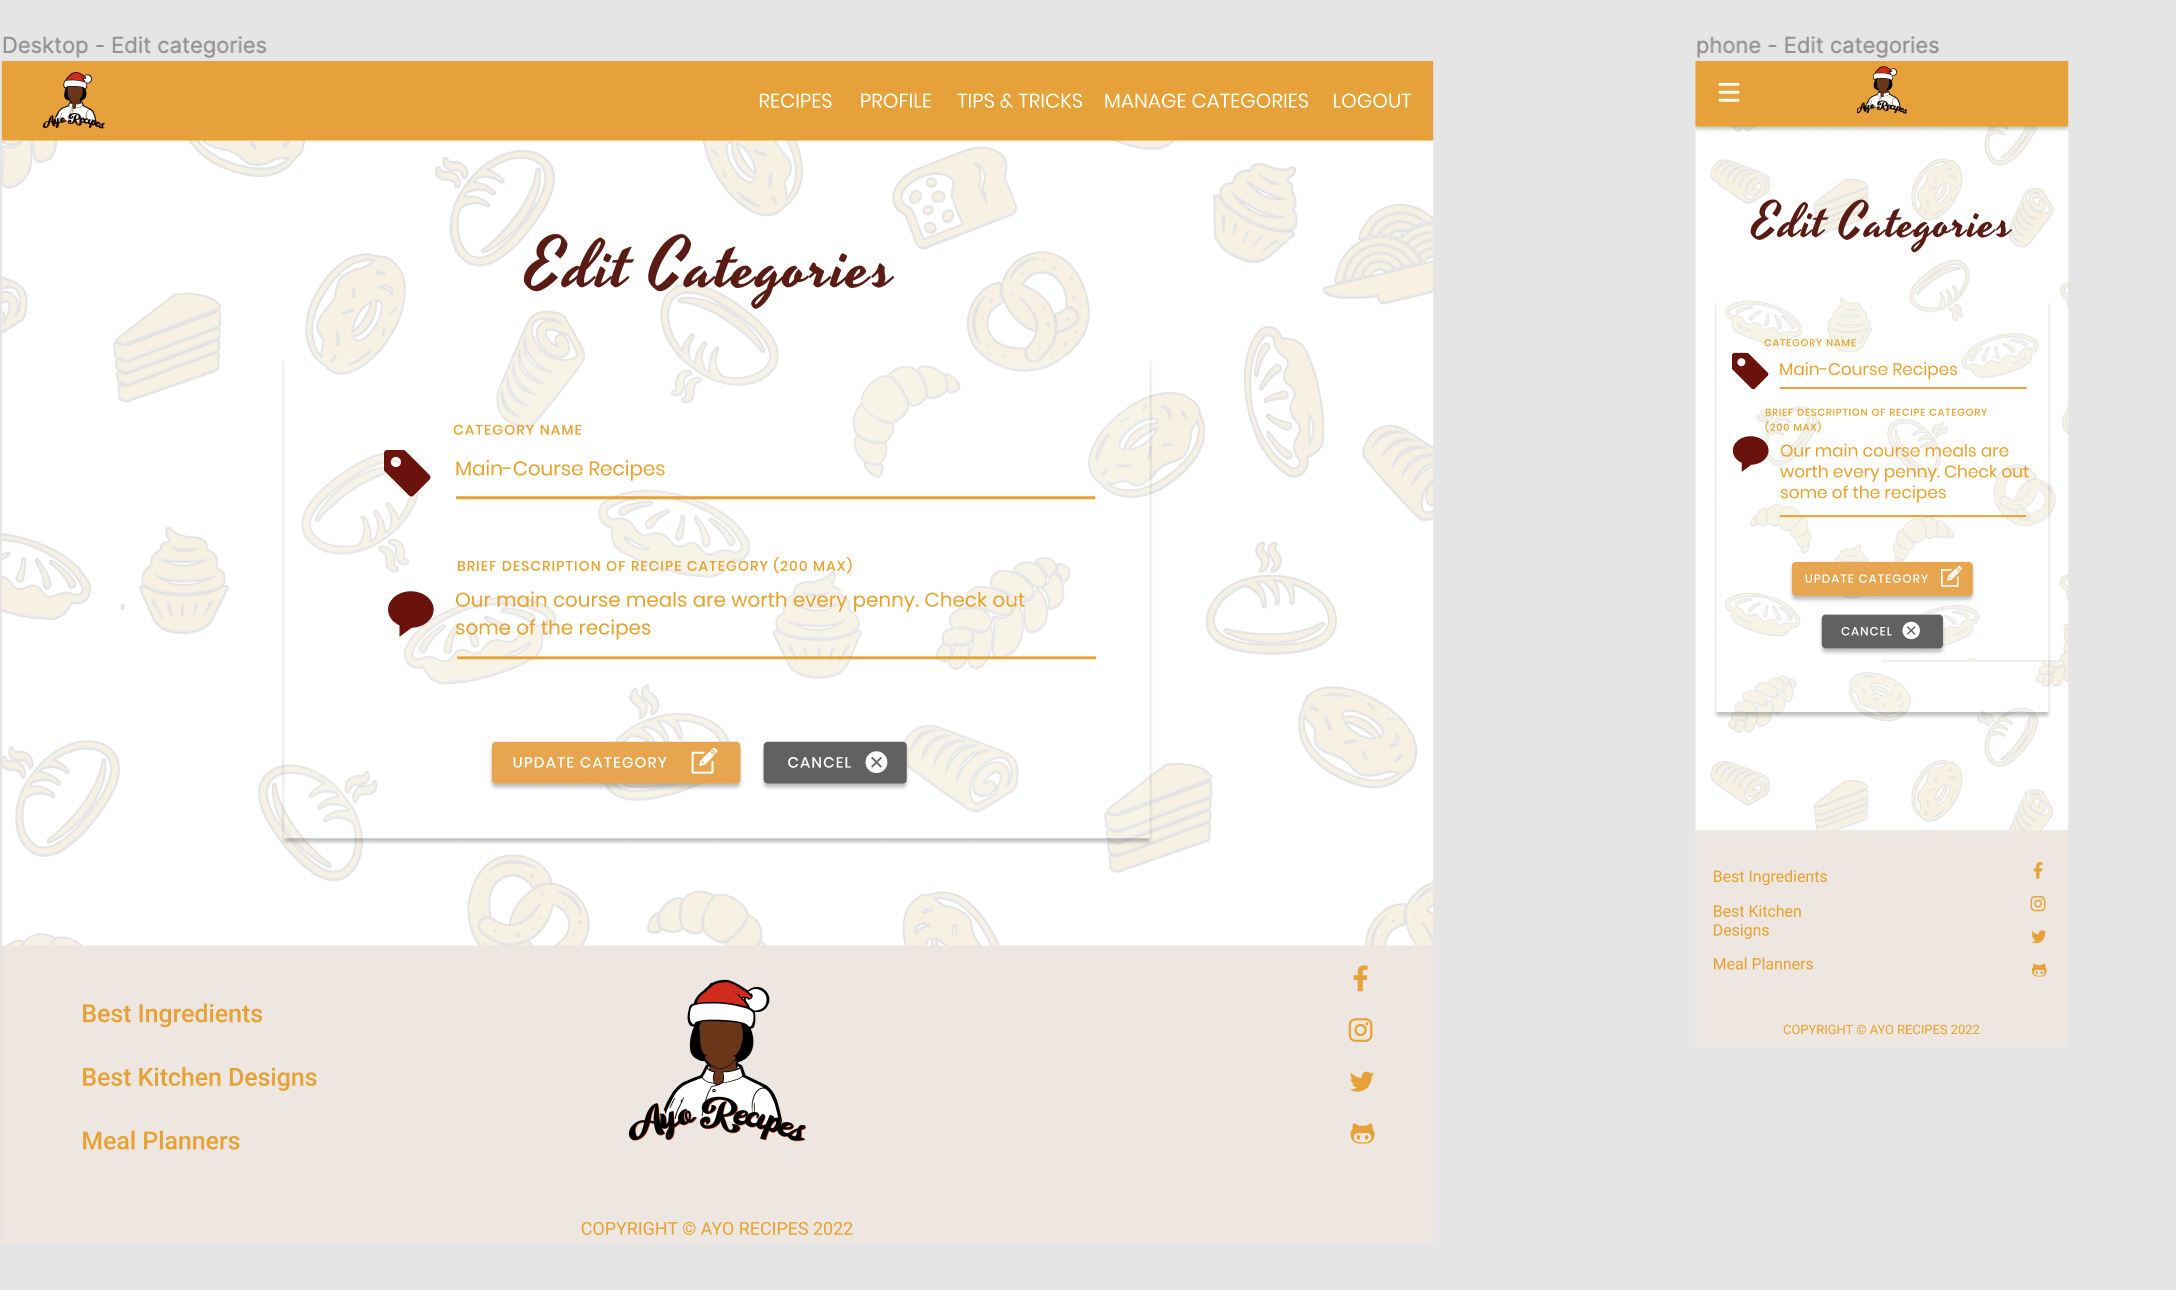 Desktop - Edit categories
Ayo Recipes
RECIPES PROFILE TIPS & TRICKS MANAGE CATEGORIES LOGOUT
Edit Categories
CATEGORY NAME
Main-Course Recipes
BRIEF DESCRIPTION OF RECIPE CATEGORY (200 MAX)
Our main course meals are worth every penny. Check out
some of the recipes
UPDATE CATEGORY
CANCEL
Best Ingredients
Best Kitchen Designs
Meal Planners
Ayo Recipes
COPYRIGHT © AYO RECIPES 2022
phone - Edit categories
Ayo Recipes
Edit Categories
CATEGORY NAME
Main-Course Recipes
BRIEF DESCRIPTION OF RECIPE CATEGORY
(200 MAX)
Our main course meals are
worth every penny. Check out
some of the recipes
UPDATE CATEGORY
CANCEL
Best Ingredients
Best Kitchen
Designs
Meal Planners
COPYRIGHT © AYO RECIPES 2022